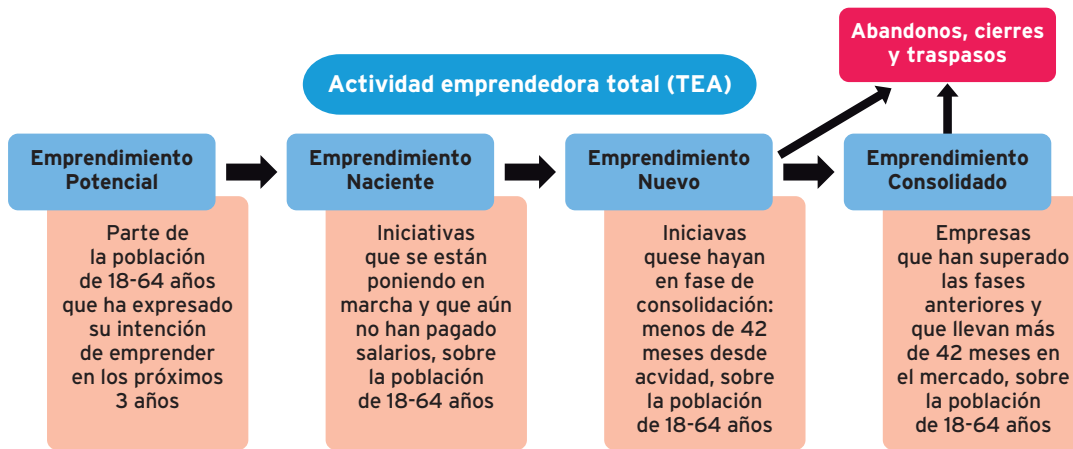 Abandonos, cierres
y traspasos
Actividad emprendedora total (TEA)
Emprendimiento
Potencial
Parte de
la población
de 18-64 años
que ha expresado
su intención
de emprender
en los próximos
3 años
Emprendimiento
Naciente
Iniciativas
que se están
poniendo en
marcha y que aún
no han pagado
salarios, sobre
la población
de 18-64 años
Emprendimiento
Nuevo
Iniciavas
quese hayan
en fase de
consolidación:
menos de 42
meses desde
acvidad, sobre
la población
de 18-64 años
Emprendimiento
Consolidado
Empresas
que han superado
las fases
anteriores y
que llevan más
de 42 meses en
el mercado, sobre
la población
de 18-64 años